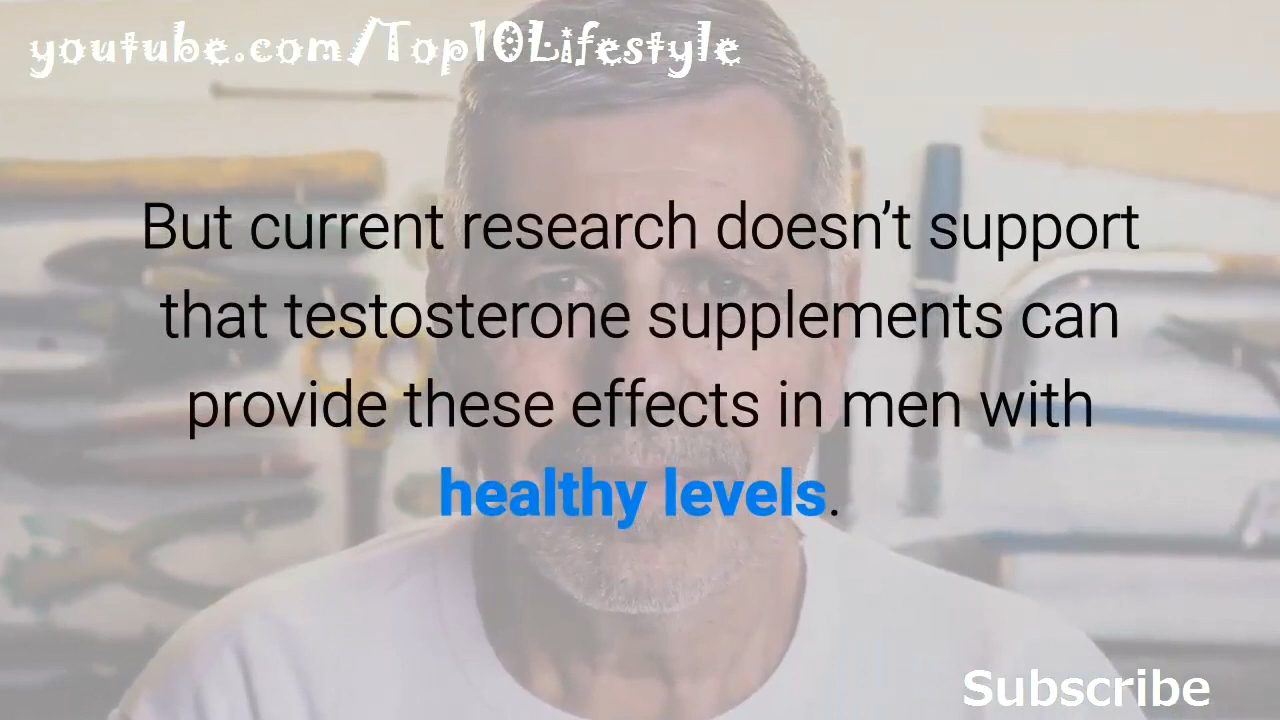 youtube.com/Top10Lifestyle
But current research doesn’t support
that testosterone supplements can
provide these effects in men with
healthy levels.
Subscribe